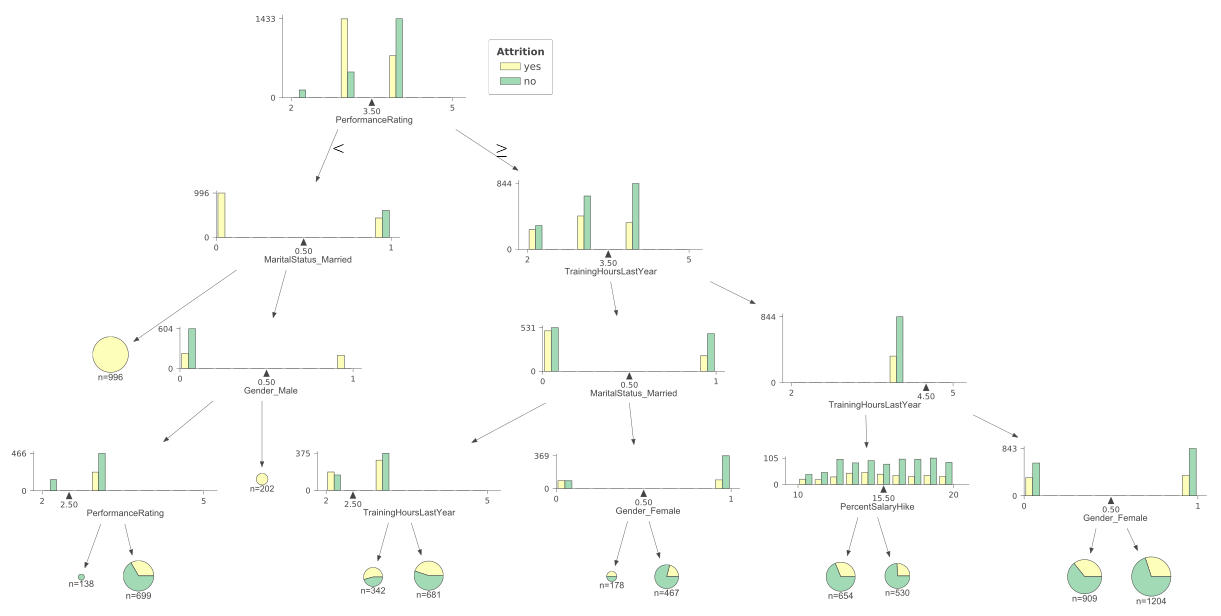 1433
0
2
3.50
5
PerformanceRating
Attrition
yes
no
<
≥
996
0
0
0.50
1
MaritalStatus_Married
844
0
2
3.50
5
TrainingHoursLastYear
n=996
604
0
0
0.50
1
Gender_Male
531
0
0
0.50
1
MaritalStatus_Married
844
0
2
4.50
5
TrainingHoursLastYear
466
0
2
2.50
5
PerformanceRating
n=202
375
0
2
2.50
5
TrainingHoursLastYear
369
0
0
0.50
1
Gender_Female
105
0
10
15.50
20
PercentSalaryHike
843
0
0
0.50
1
Gender_Female
n=138
n=699
n=342
n=681
n=178
n=467
n=654
n=530
n=909
n=1204